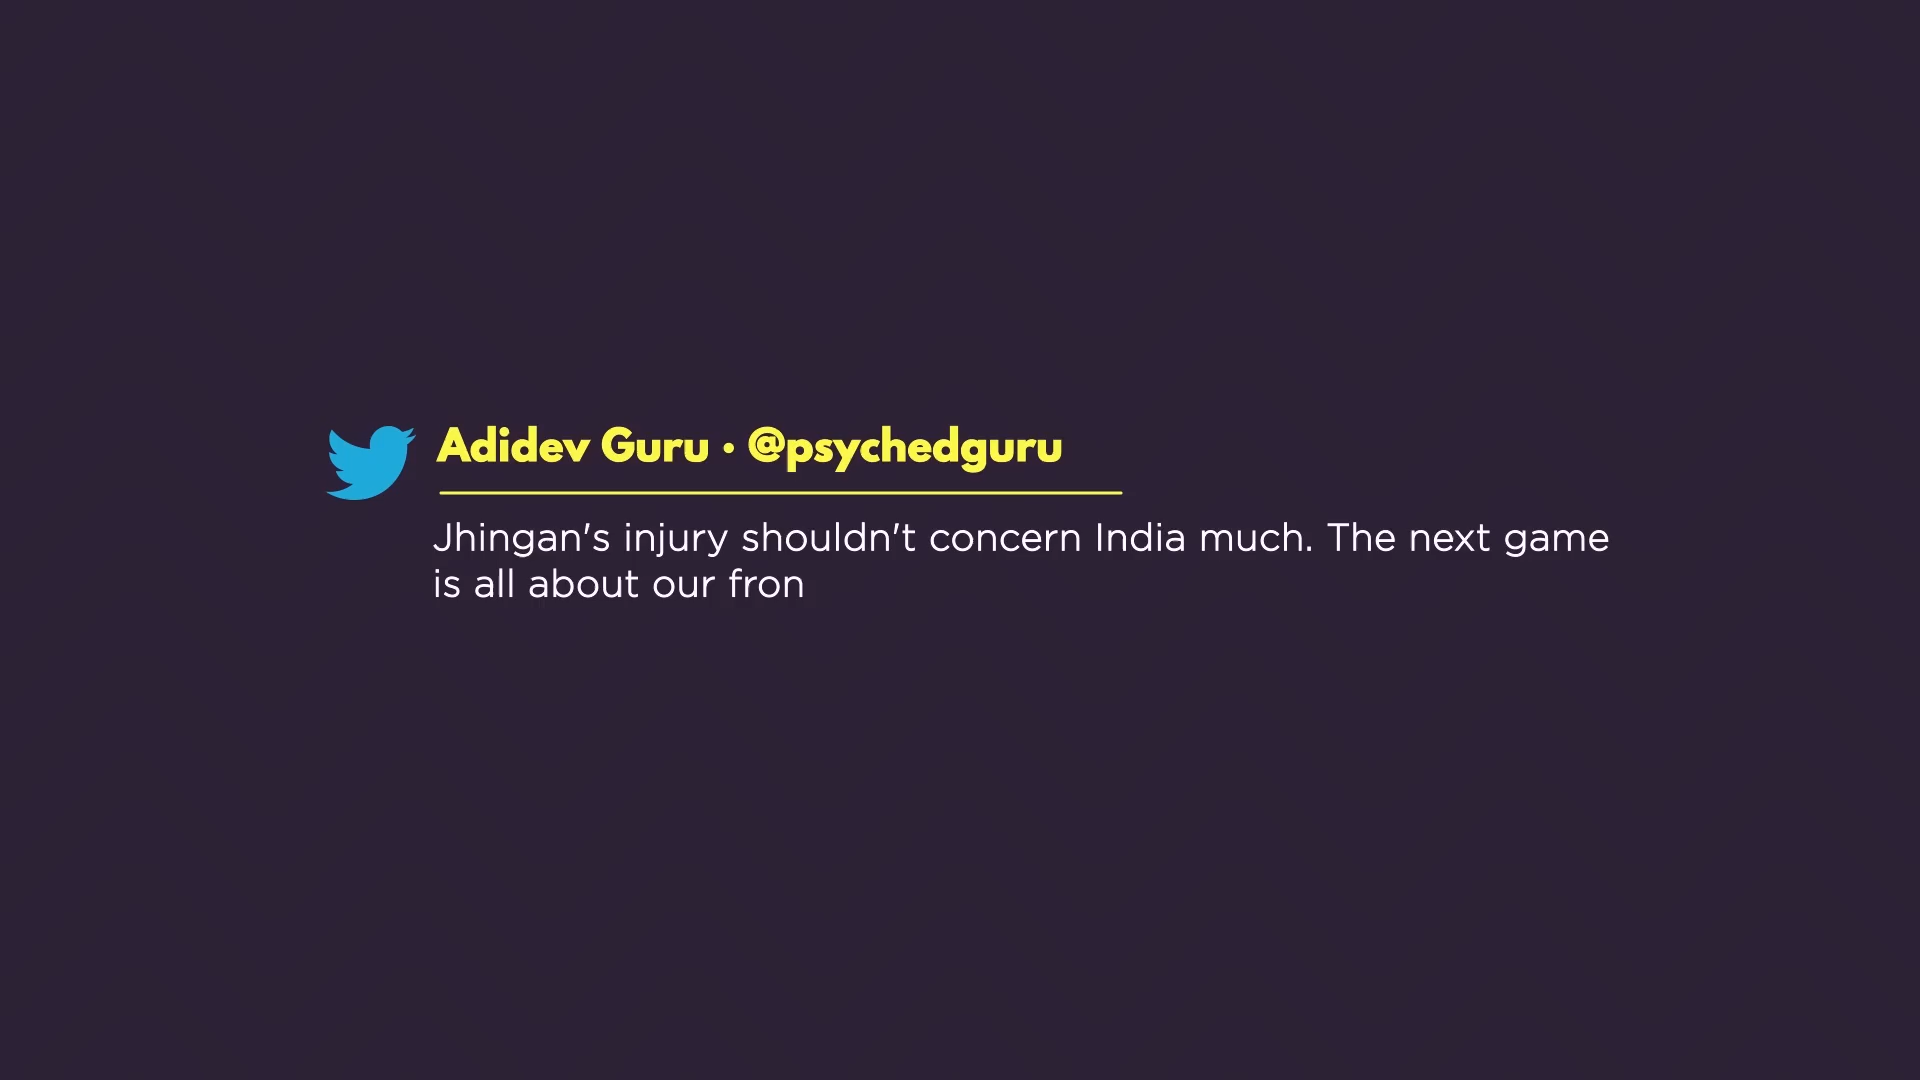 Adidev Guru • @psychedguru
Jhingan's injury shouldn't concern India much. The next game
is all about our fron